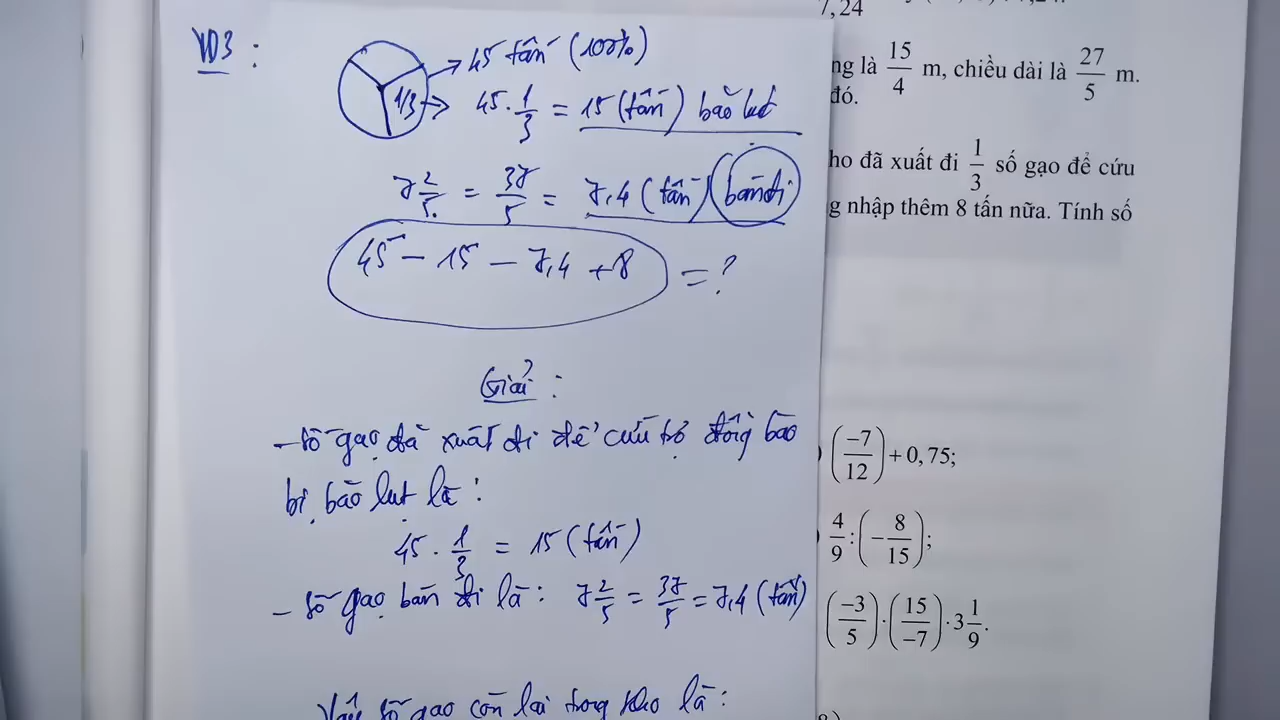 VD3 :
45 tấn (100%)
1/3
45 . 1/3 = 15 (tấn) bão lụt
7 2/5 = 37/5 = 7,4 (tấn) (bán đi)
45 - 15 - 7,4 + 8 = ?
Giải :
- số gạo đã xuất đi để cứu trợ đồng bào
bị bão lụt là :
45 . 1/3 = 15 (tấn)
- số gạo bán đi là : 7 2/5 = 37/5 = 7,4 (tấn)
Vậy số gạo còn lại trong kho là :
7,24
ng là 15/4 m, chiều dài là 27/5 m.
đó.
ho đã xuất đi 1/3 số gạo để cứu
g nhập thêm 8 tấn nữa. Tính số
) (-7/12) + 0,75;
) 4/9 : (-8/15);
(-3/5) · (15/-7) · 3 1/9.